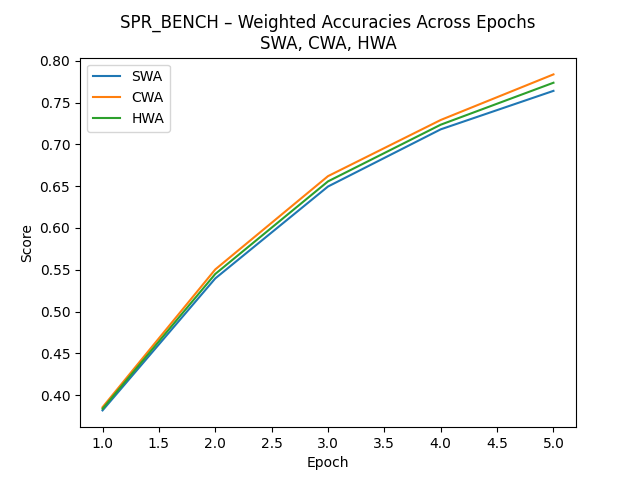 SPR_BENCH – Weighted Accuracies Across Epochs
SWA, CWA, HWA
SWA
CWA
HWA
Score
0.80
0.75
0.70
0.65
0.60
0.55
0.50
0.45
0.40
1.0 1.5 2.0 2.5 3.0 3.5 4.0 4.5 5.0
Epoch